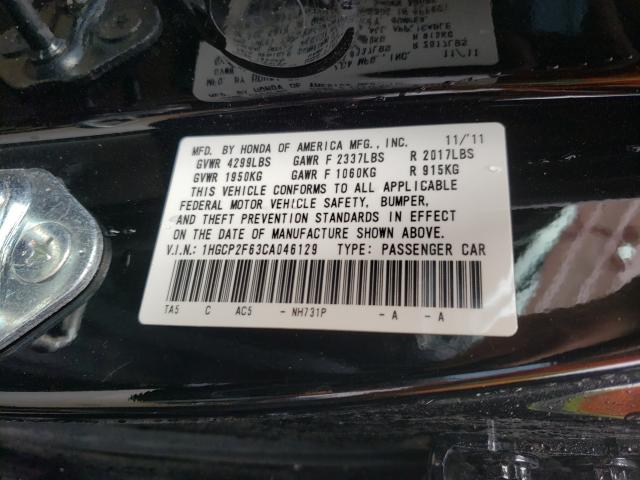 MFD. BY HONDA OF AMERICA MFG., INC. 11/'11
GVWR 4299LBS GAWR F 2337LBS R 2017LBS
GVWR 1950KG GAWR F 1060KG R 915KG
THIS VEHICLE CONFORMS TO ALL APPLICABLE
FEDERAL MOTOR VEHICLE SAFETY, BUMPER,
AND THEFT PREVENTION STANDARDS IN EFFECT
ON THE DATE OF MANUFACTURE SHOWN ABOVE.
V.I.N.: 1HGCP2F63CA046129 TYPE: PASSENGER CAR
TA5 C AC5 - NH731P - A - A